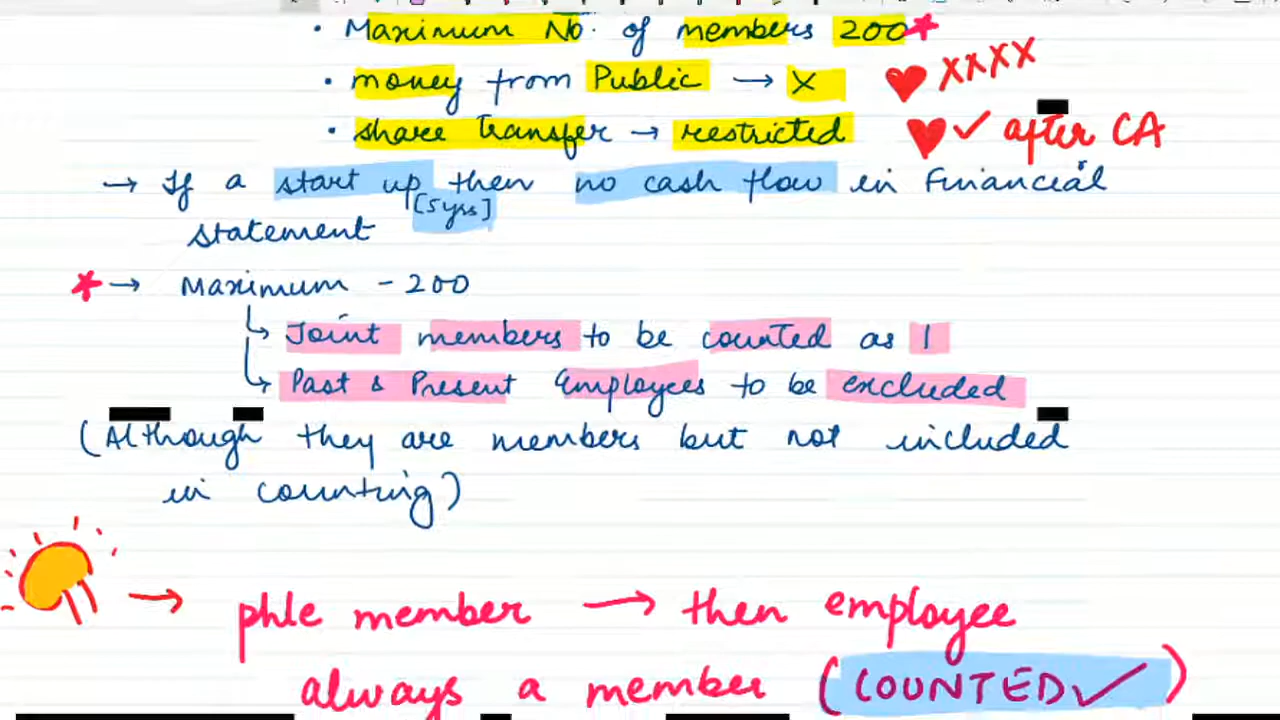 • Maximum No. of members 200*
• money from Public → X ♥ XXXX
• share transfer → restricted ♥✓ after CA
→ If a start up then no cash flow in Financial
[5yrs]
statement
* → Maximum - 200
↳ Joint members to be counted as 1
↳ Past & Present Employees to be excluded
(Although they are members but not included
in counting)
→ phle member → then employee
always a member (COUNTED✓)